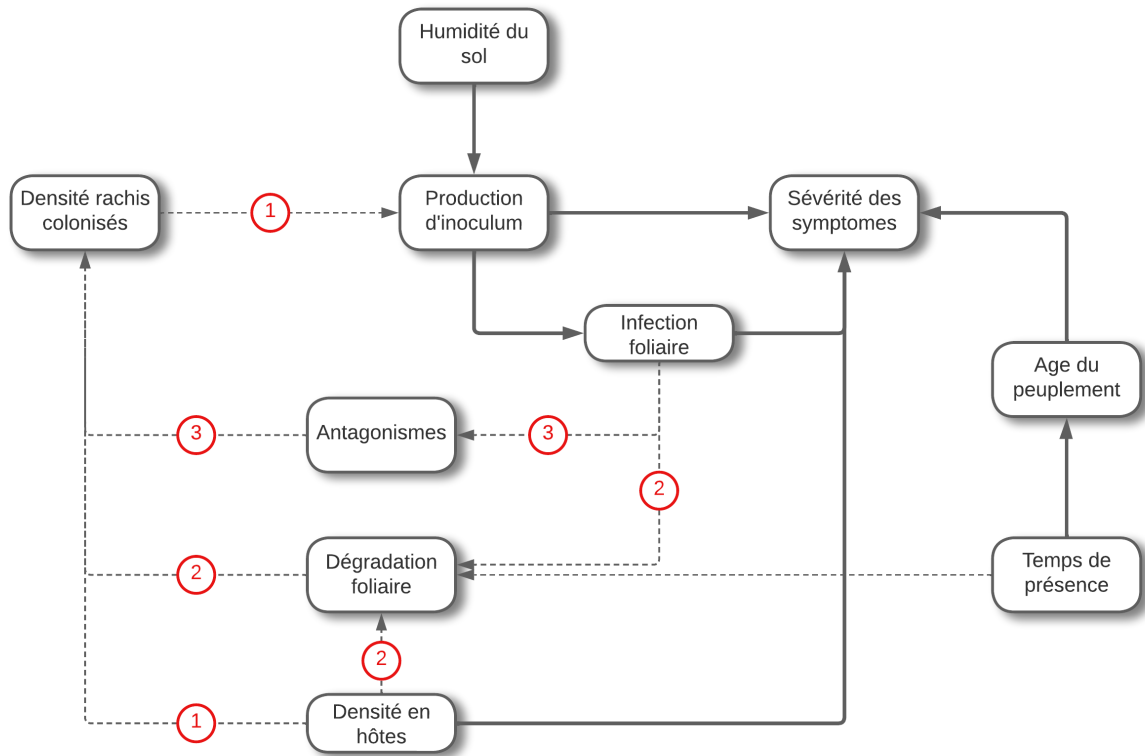 Humidité du
sol
Densité rachis
colonisés
1
Production
d'inoculum
Sévérité des
symptomes
Infection
foliaire
Age du
peuplement
3
Antagonismes
3
2
2
Dégradation
foliaire
Temps de
présence
2
1
Densité en
hôtes